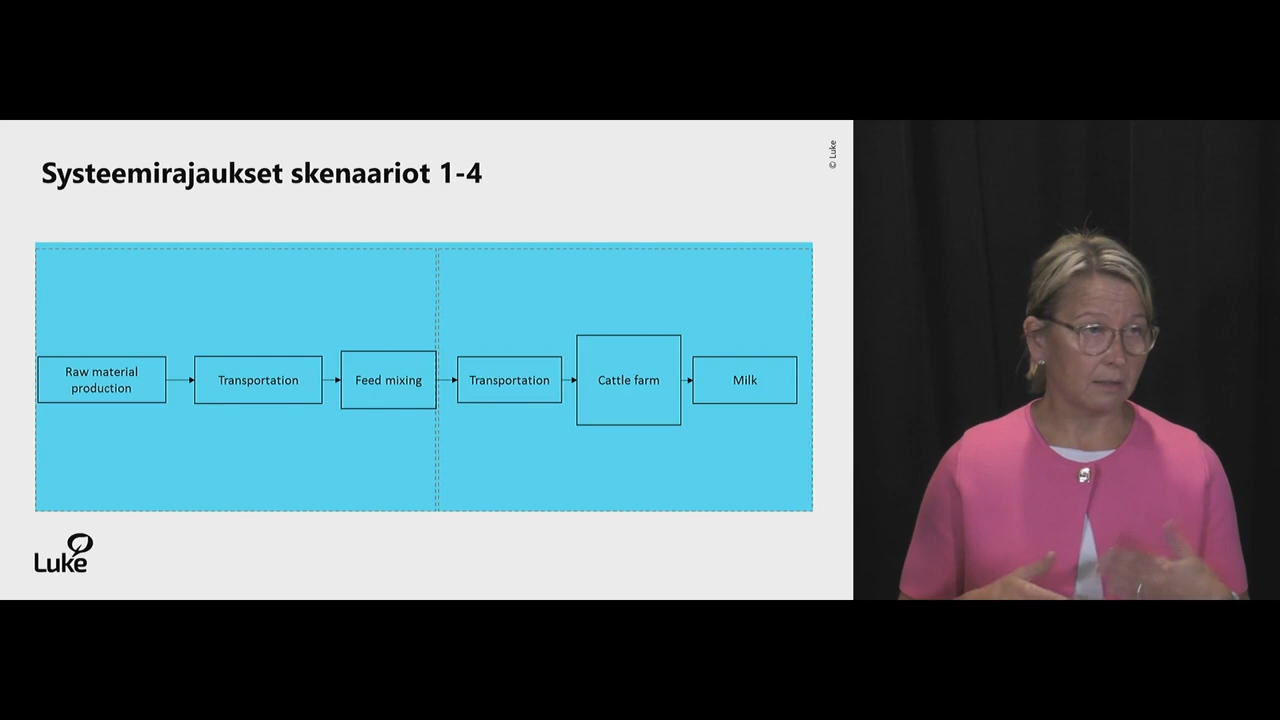 © Luke
Systeemirajaukset skenaariot 1-4
Raw material
production
Transportation
Feed mixing
Transportation
Cattle farm
Milk
Luke